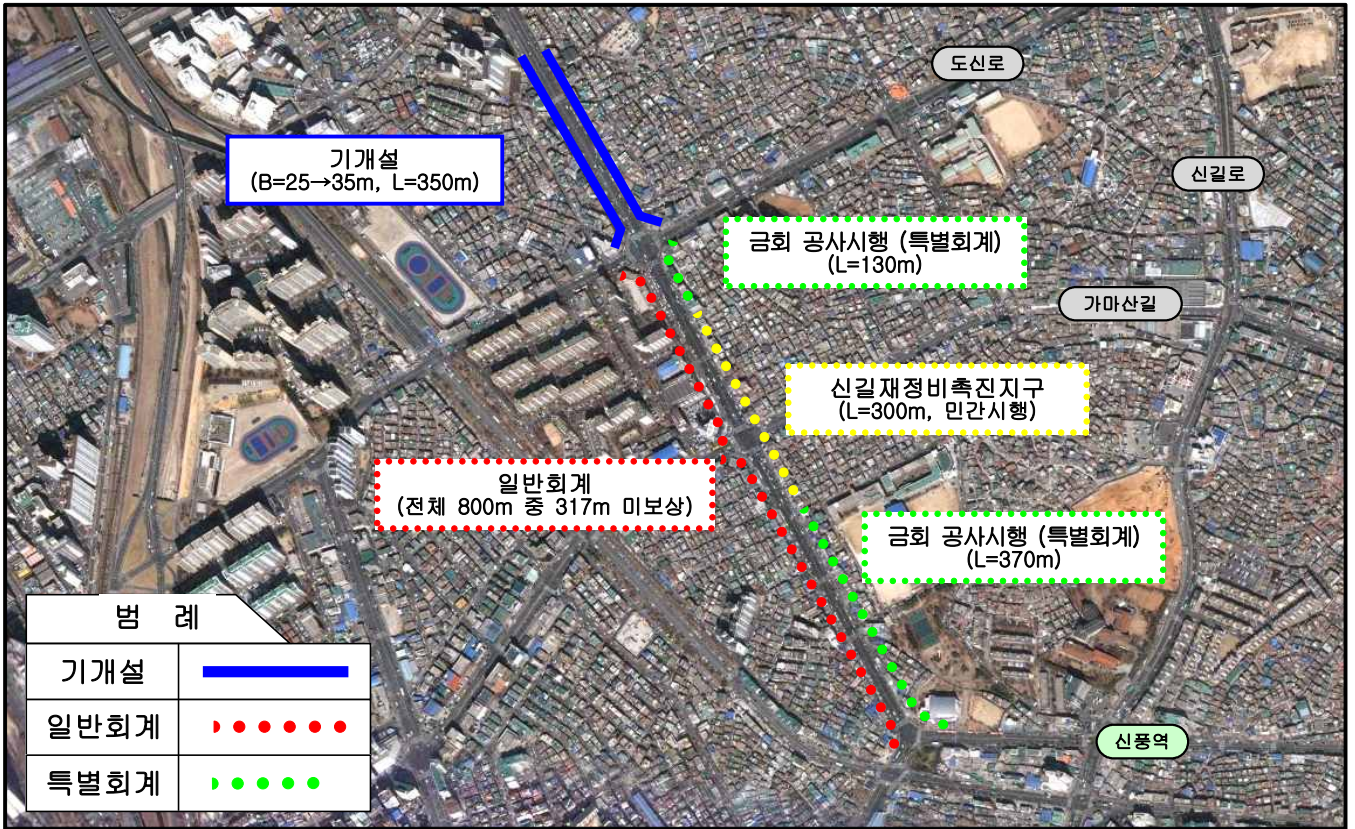 도신로
기개설
(B=25→35m, L=350m)
신길로
금회 공사시행 (특별회계)
(L=130m)
가마산길
신길재정비촉진지구
(L=300m, 민간시행)
일반회계
(전체 800m 중 317m 미보상)
금회 공사시행 (특별회계)
(L=370m)
범 례
기개설
일반회계
특별회계
신풍역